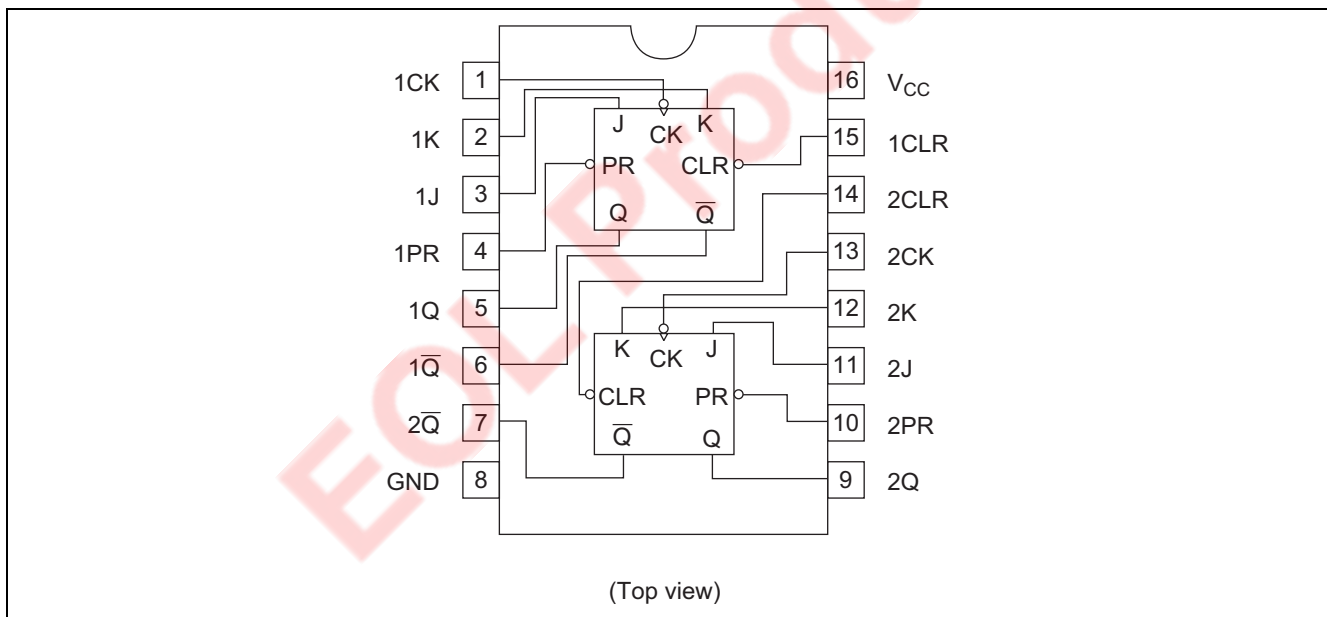 1CK 1
1K 2
1J 3
1PR 4
1Q 5
1Q̅ 6
2Q̅ 7
GND 8
16 VCC
15 1CLR
14 2CLR
13 2CK
12 2K
11 2J
10 2PR
9 2Q
J CK K
PR CLR
Q Q̅
K CK J
CLR PR
Q̅ Q
(Top view)
EOL Produ